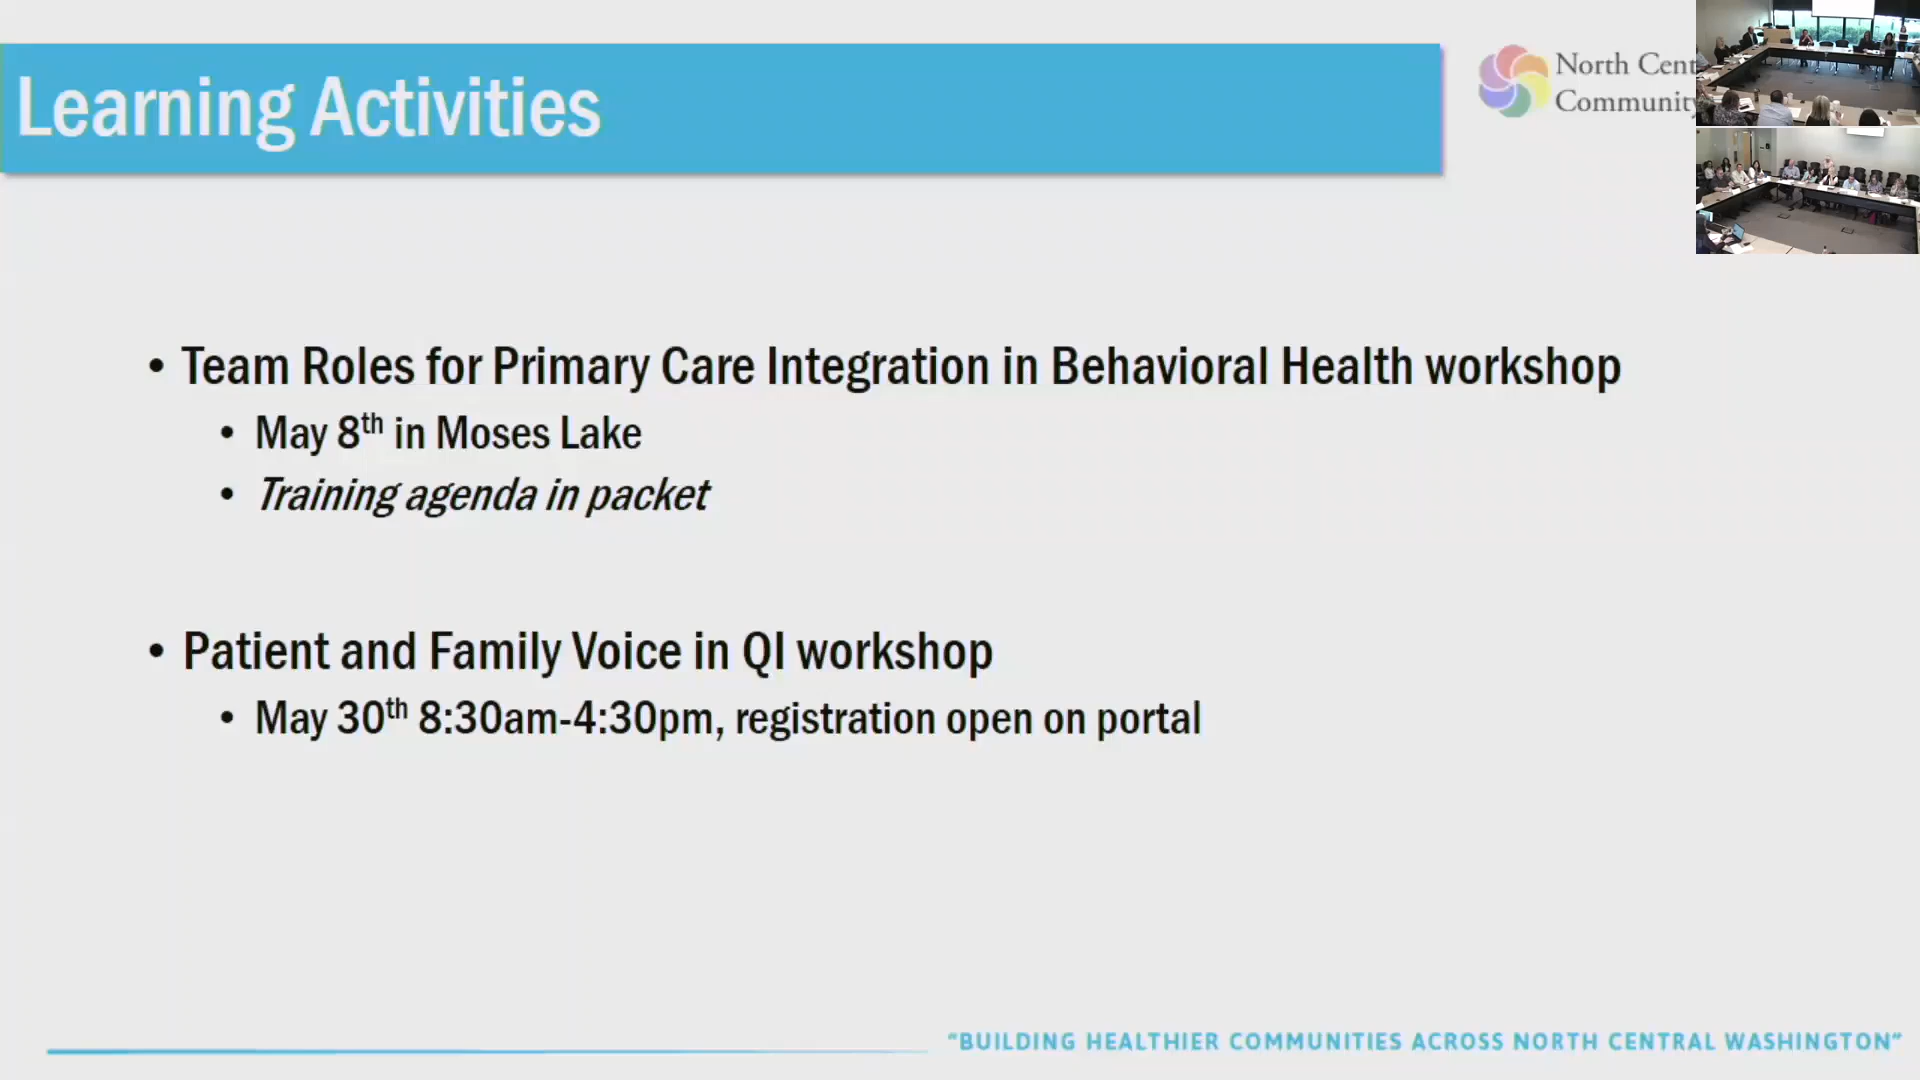 Learning Activities
North Cent
Community
• Team Roles for Primary Care Integration in Behavioral Health workshop
• May 8th in Moses Lake
• Training agenda in packet
• Patient and Family Voice in QI workshop
• May 30th 8:30am-4:30pm, registration open on portal
“BUILDING HEALTHIER COMMUNITIES ACROSS NORTH CENTRAL WASHINGTON”